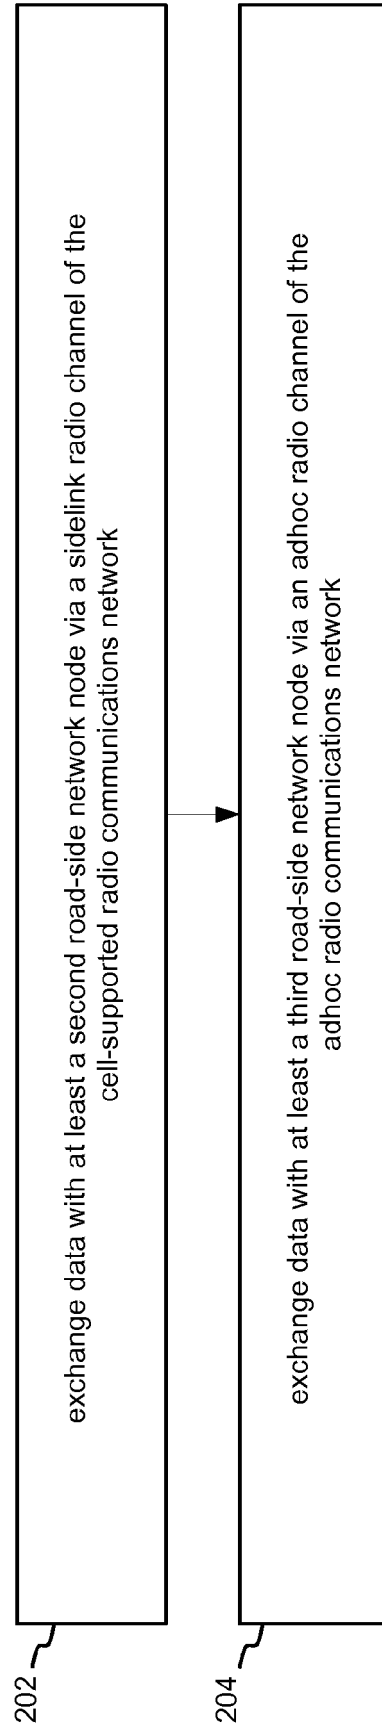 202
exchange data with at least a second road-side network node via a sidelink radio channel of the
cell-supported radio communications network
204
exchange data with at least a third road-side network node via an adhoc radio channel of the
adhoc radio communications network